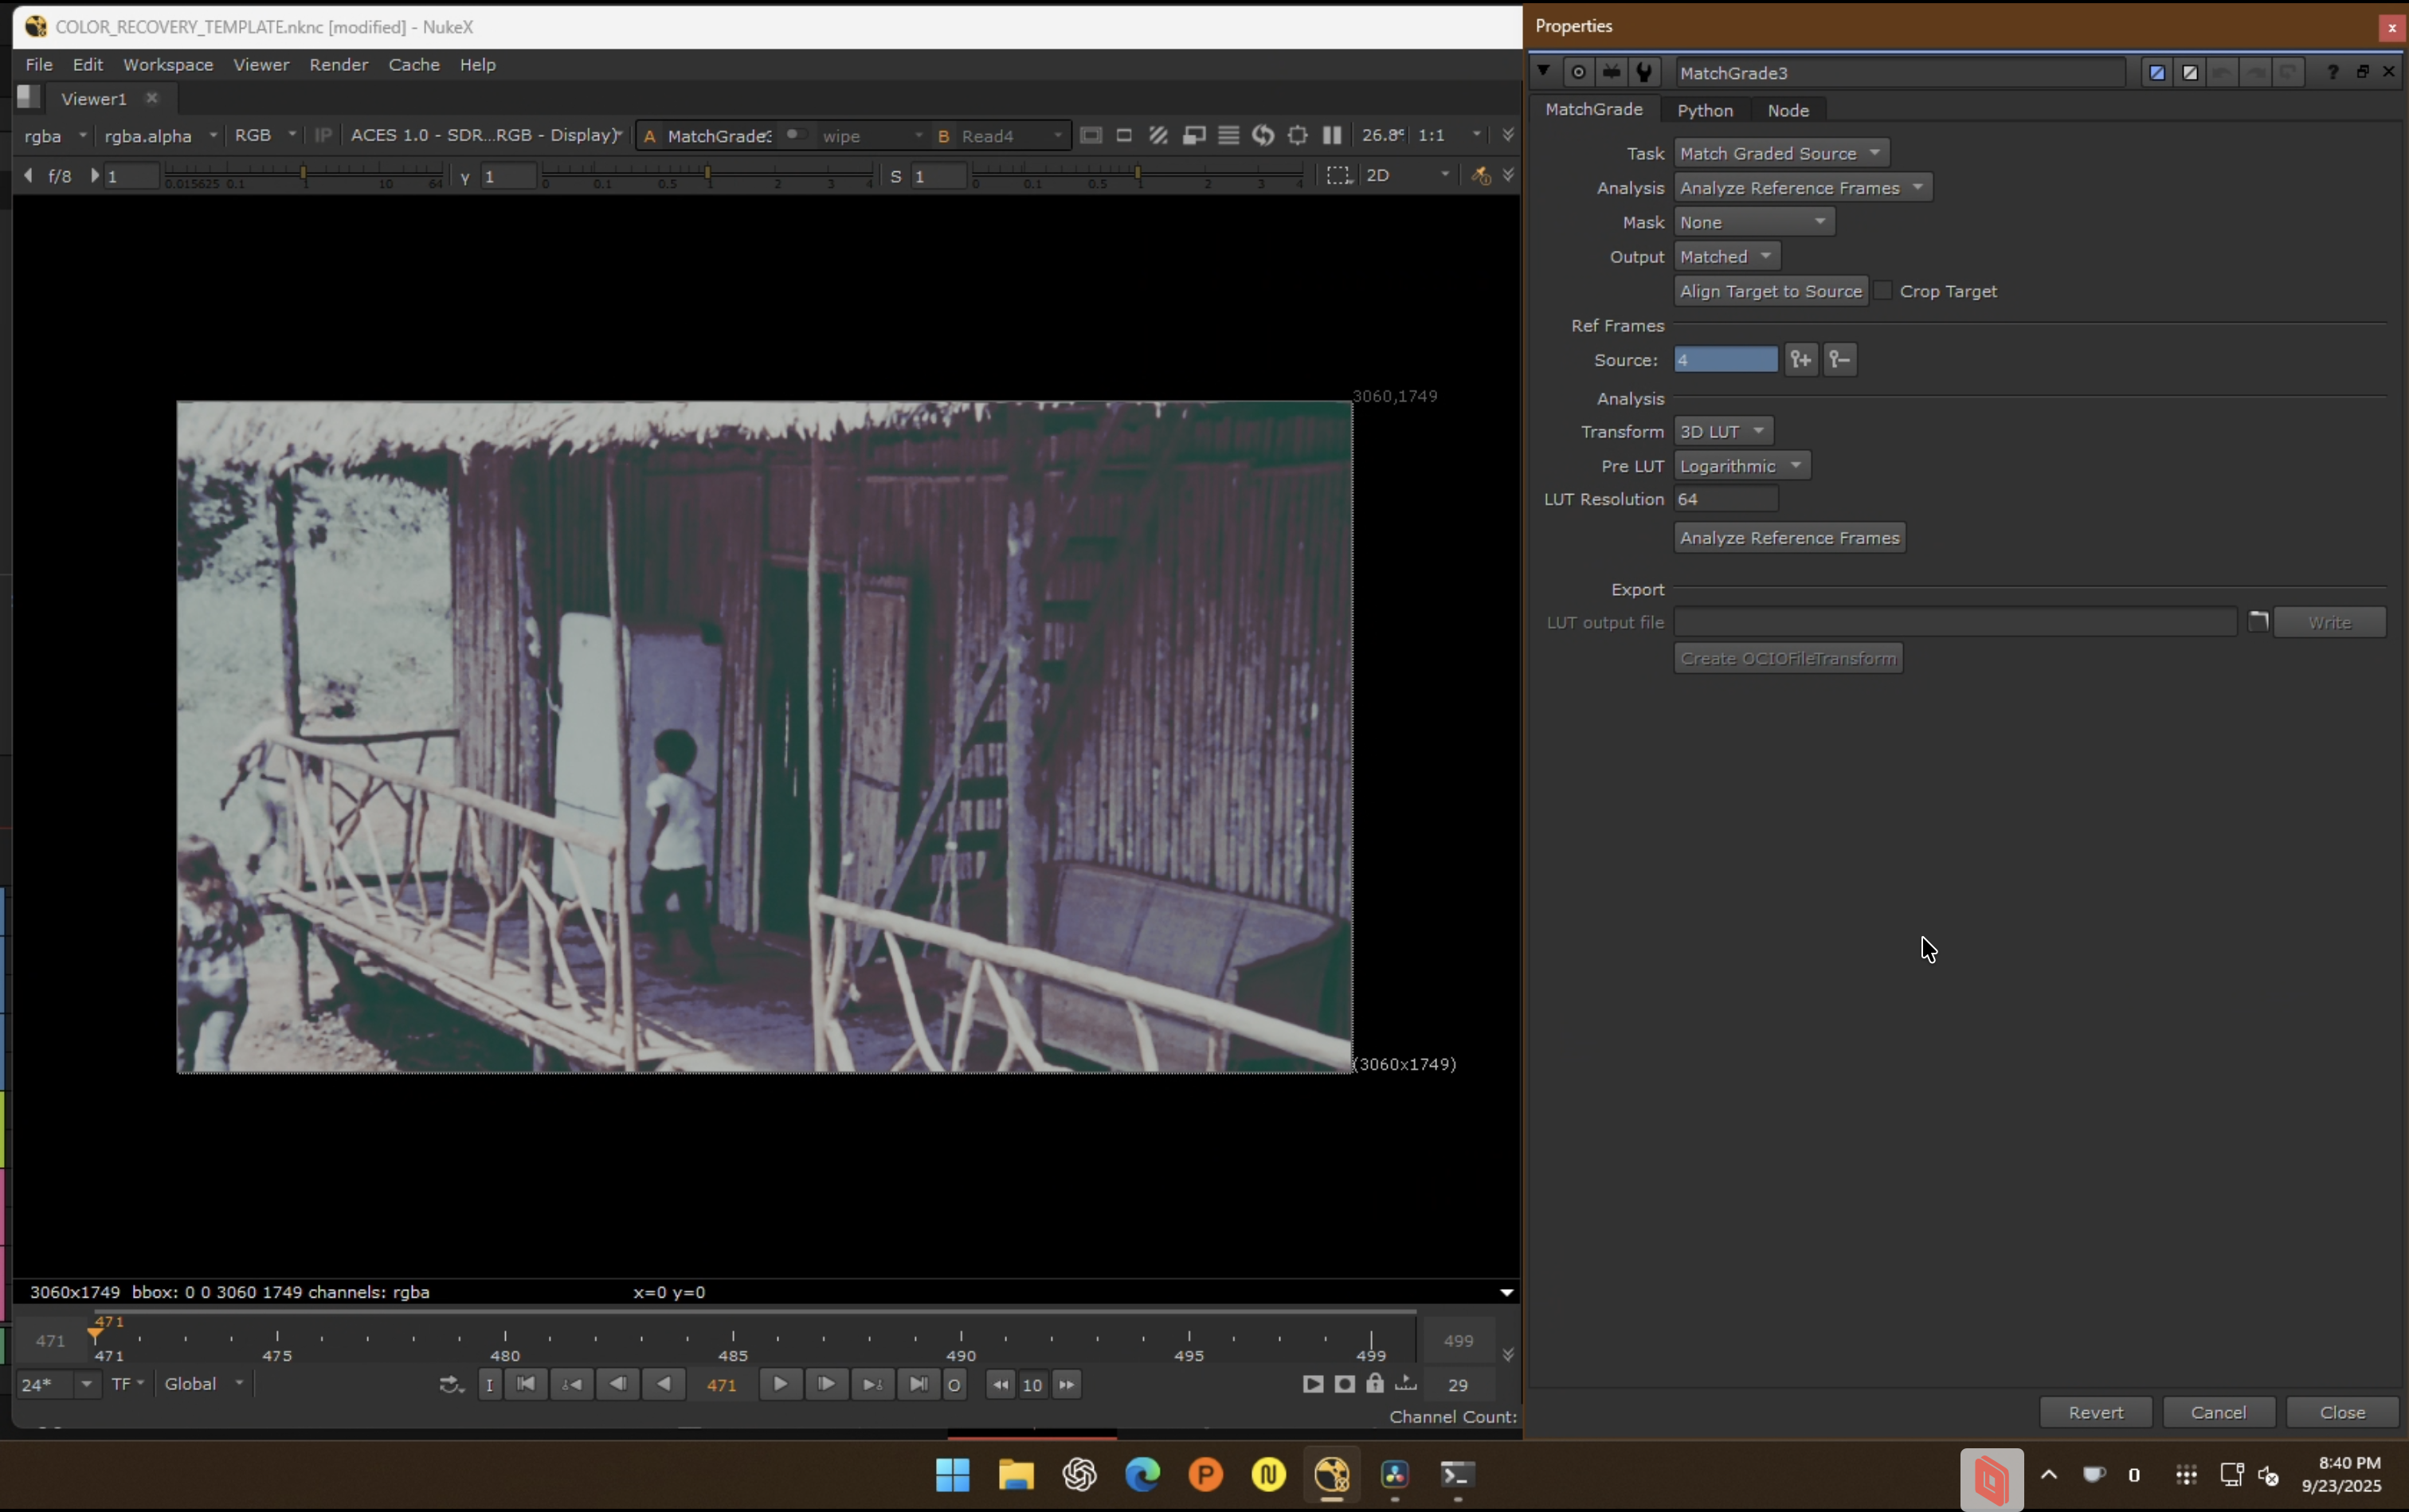 COLOR_RECOVERY_TEMPLATE.nknc [modified] - NukeX
File Edit Workspace Viewer Render Cache Help
Viewer1
rgba rgba.alpha RGB IP ACES 1.0 - SDR...RGB - Display) A MatchGrade3 wipe B Read4 1:1
f/8 1 0.015625 0.1 1 10 64 γ 1 0 0.1 0.5 1 2 3 4 S 1 0 0.1 0.5 1 2 3 4 2D
3060,1749
(3060x1749)
3060x1749 bbox: 0 0 3060 1749 channels: rgba x=0 y=0
471
471 499
471 475 480 485 490 495 499
24* TF Global I 471 O 10 29
Channel Count:
Properties
MatchGrade3
?
MatchGrade Python Node
Task Match Graded Source
Analysis Analyze Reference Frames
Mask None
Output Matched
Align Target to Source Crop Target
Ref Frames
Source: 4
Analysis
Transform 3D LUT
Pre LUT Logarithmic
LUT Resolution 64
Analyze Reference Frames
Export
LUT output file Write
Create OCIOFileTransform
Revert Cancel Close
P N 0 8:40 PM
9/23/2025